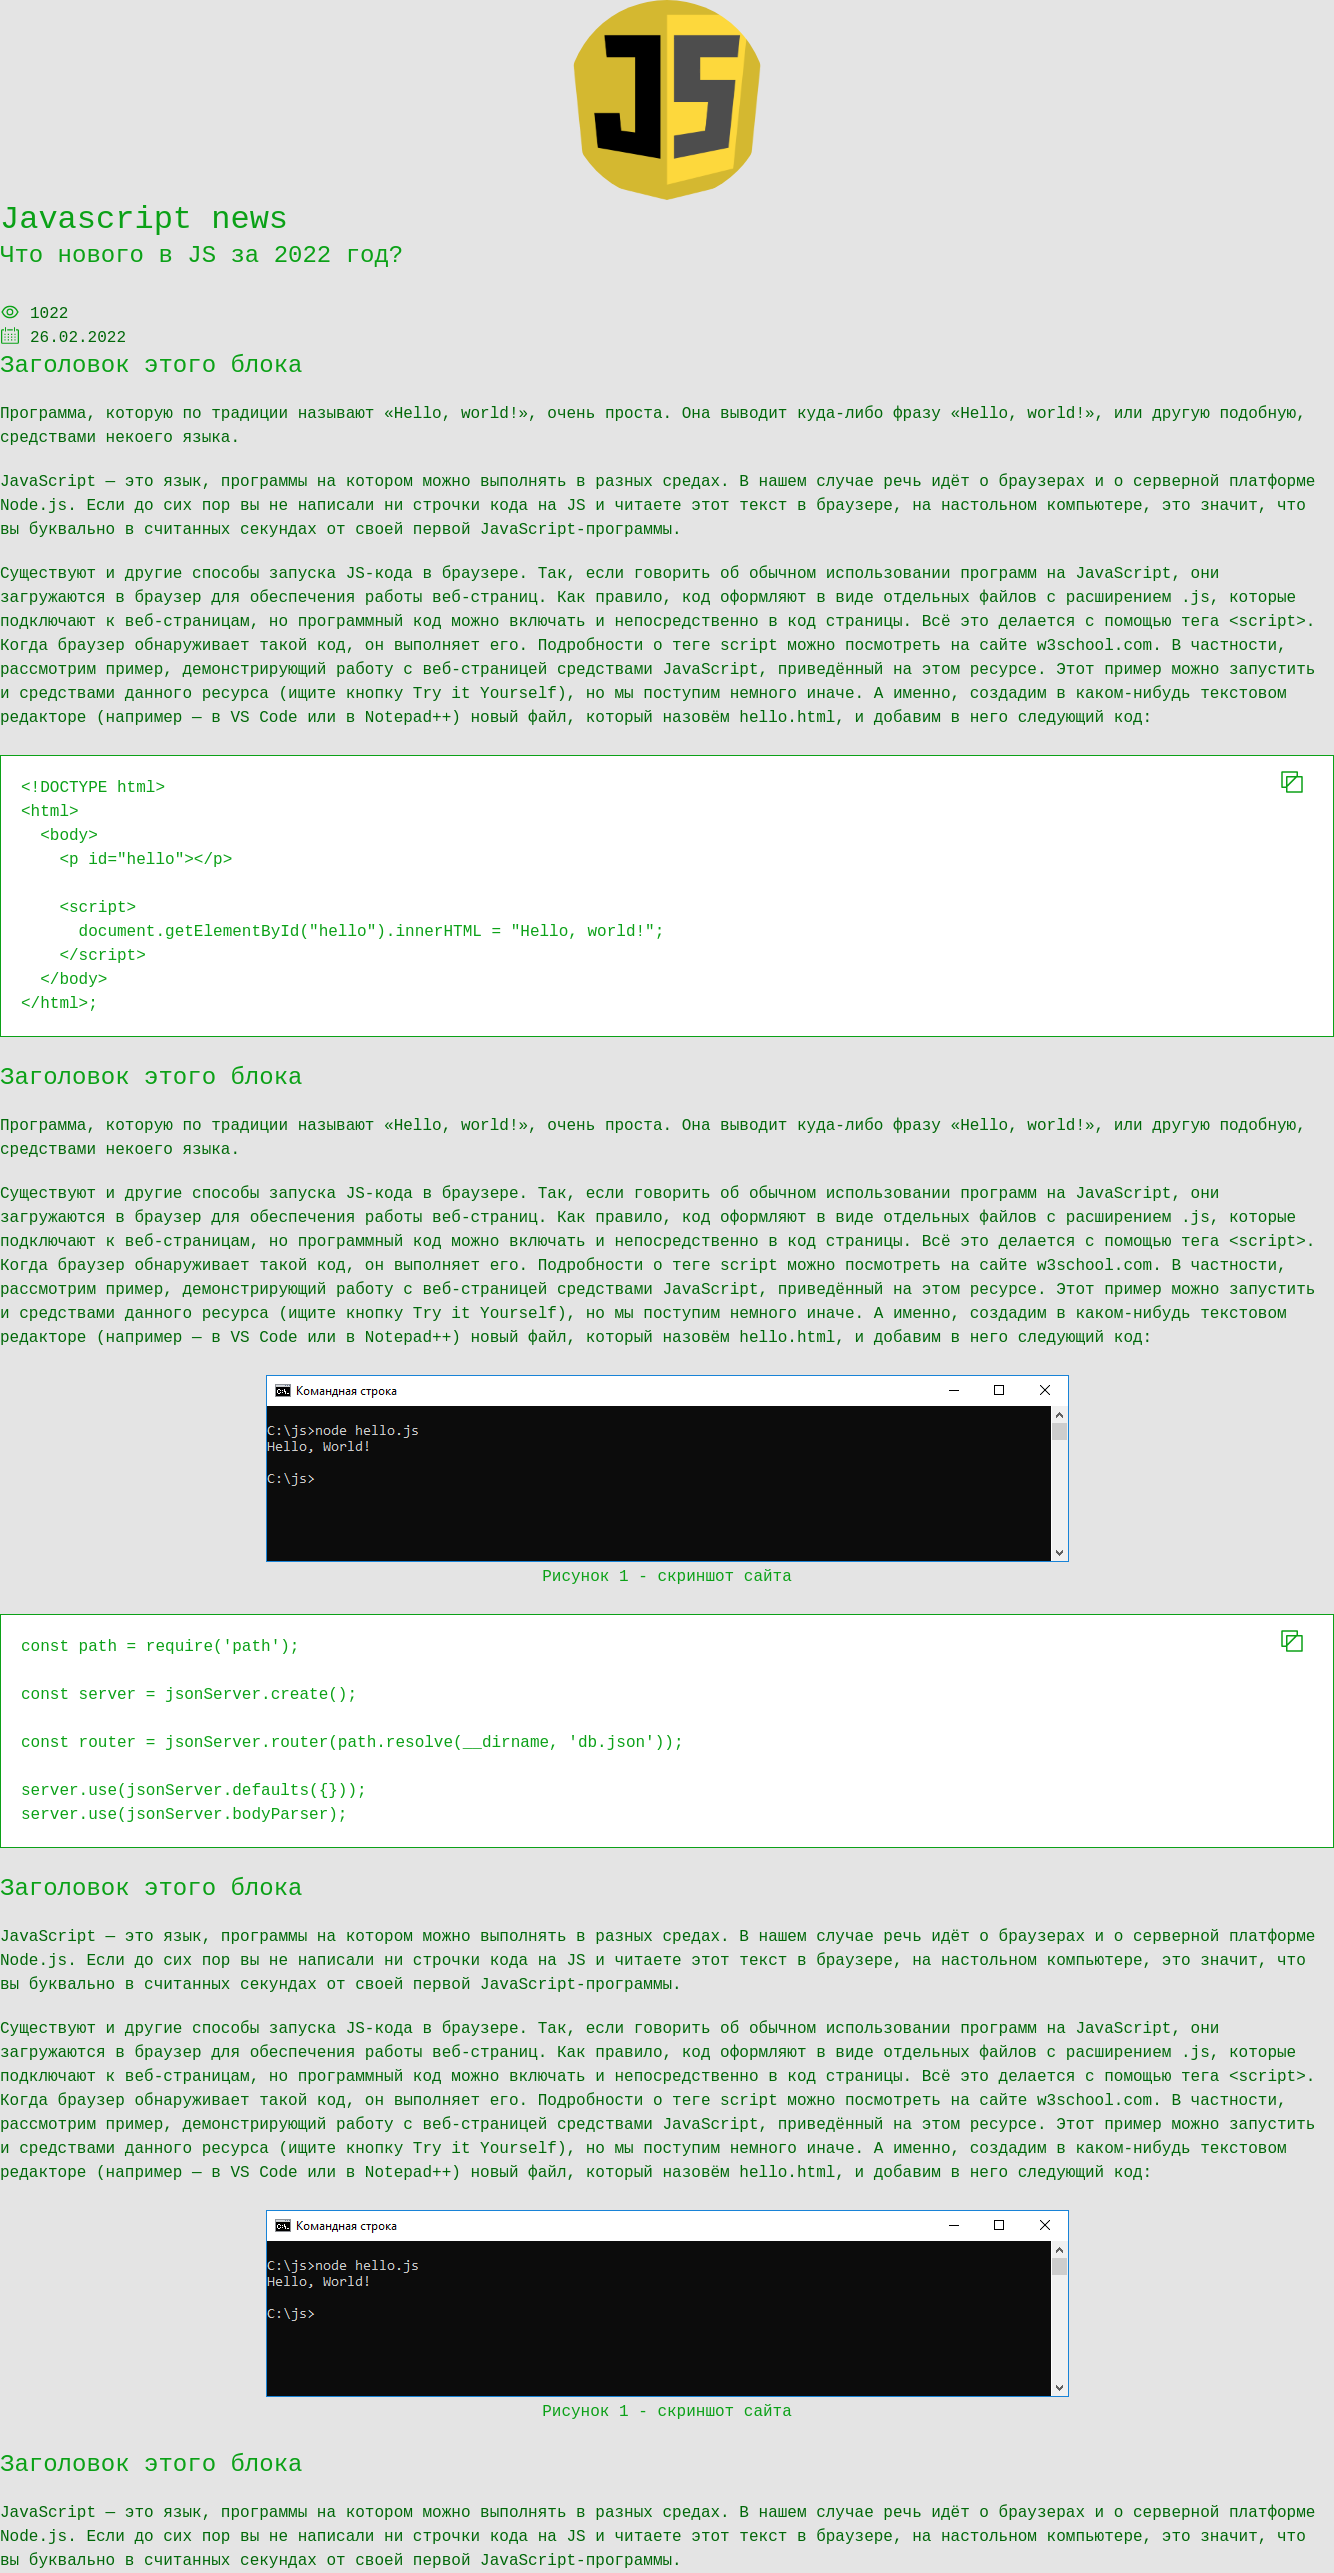 JS
Javascript news
Что нового в JS за 2022 год?
1022
26.02.2022
Заголовок этого блока
Программа, которую по традиции называют «Hello, world!», очень проста. Она выводит куда-либо фразу «Hello, world!», или другую подобную,
средствами некоего языка.
JavaScript — это язык, программы на котором можно выполнять в разных средах. В нашем случае речь идёт о браузерах и о серверной платформе
Node.js. Если до сих пор вы не написали ни строчки кода на JS и читаете этот текст в браузере, на настольном компьютере, это значит, что
вы буквально в считанных секундах от своей первой JavaScript-программы.
Существуют и другие способы запуска JS-кода в браузере. Так, если говорить об обычном использовании программ на JavaScript, они
загружаются в браузер для обеспечения работы веб-страниц. Как правило, код оформляют в виде отдельных файлов с расширением .js, которые
подключают к веб-страницам, но программный код можно включать и непосредственно в код страницы. Всё это делается с помощью тега <script>.
Когда браузер обнаруживает такой код, он выполняет его. Подробности о теге script можно посмотреть на сайте w3school.com. В частности,
рассмотрим пример, демонстрирующий работу с веб-страницей средствами JavaScript, приведённый на этом ресурсе. Этот пример можно запустить
и средствами данного ресурса (ищите кнопку Try it Yourself), но мы поступим немного иначе. А именно, создадим в каком-нибудь текстовом
редакторе (например — в VS Code или в Notepad++) новый файл, который назовём hello.html, и добавим в него следующий код:
<!DOCTYPE html>
<html>
  <body>
    <p id="hello"></p>
    <script>
      document.getElementById("hello").innerHTML = "Hello, world!";
    </script>
  </body>
</html>;
Заголовок этого блока
Программа, которую по традиции называют «Hello, world!», очень проста. Она выводит куда-либо фразу «Hello, world!», или другую подобную,
средствами некоего языка.
Существуют и другие способы запуска JS-кода в браузере. Так, если говорить об обычном использовании программ на JavaScript, они
загружаются в браузер для обеспечения работы веб-страниц. Как правило, код оформляют в виде отдельных файлов с расширением .js, которые
подключают к веб-страницам, но программный код можно включать и непосредственно в код страницы. Всё это делается с помощью тега <script>.
Когда браузер обнаруживает такой код, он выполняет его. Подробности о теге script можно посмотреть на сайте w3school.com. В частности,
рассмотрим пример, демонстрирующий работу с веб-страницей средствами JavaScript, приведённый на этом ресурсе. Этот пример можно запустить
и средствами данного ресурса (ищите кнопку Try it Yourself), но мы поступим немного иначе. А именно, создадим в каком-нибудь текстовом
редакторе (например — в VS Code или в Notepad++) новый файл, который назовём hello.html, и добавим в него следующий код:
Командная строка
C:\js>node hello.js
Hello, World!
C:\js>
Рисунок 1 - скриншот сайта
const path = require('path');
const server = jsonServer.create();
const router = jsonServer.router(path.resolve(__dirname, 'db.json'));
server.use(jsonServer.defaults({}));
server.use(jsonServer.bodyParser);
Заголовок этого блока
JavaScript — это язык, программы на котором можно выполнять в разных средах. В нашем случае речь идёт о браузерах и о серверной платформе
Node.js. Если до сих пор вы не написали ни строчки кода на JS и читаете этот текст в браузере, на настольном компьютере, это значит, что
вы буквально в считанных секундах от своей первой JavaScript-программы.
Существуют и другие способы запуска JS-кода в браузере. Так, если говорить об обычном использовании программ на JavaScript, они
загружаются в браузер для обеспечения работы веб-страниц. Как правило, код оформляют в виде отдельных файлов с расширением .js, которые
подключают к веб-страницам, но программный код можно включать и непосредственно в код страницы. Всё это делается с помощью тега <script>.
Когда браузер обнаруживает такой код, он выполняет его. Подробности о теге script можно посмотреть на сайте w3school.com. В частности,
рассмотрим пример, демонстрирующий работу с веб-страницей средствами JavaScript, приведённый на этом ресурсе. Этот пример можно запустить
и средствами данного ресурса (ищите кнопку Try it Yourself), но мы поступим немного иначе. А именно, создадим в каком-нибудь текстовом
редакторе (например — в VS Code или в Notepad++) новый файл, который назовём hello.html, и добавим в него следующий код:
Командная строка
C:\js>node hello.js
Hello, World!
C:\js>
Рисунок 1 - скриншот сайта
Заголовок этого блока
JavaScript — это язык, программы на котором можно выполнять в разных средах. В нашем случае речь идёт о браузерах и о серверной платформе
Node.js. Если до сих пор вы не написали ни строчки кода на JS и читаете этот текст в браузере, на настольном компьютере, это значит, что
вы буквально в считанных секундах от своей первой JavaScript-программы.